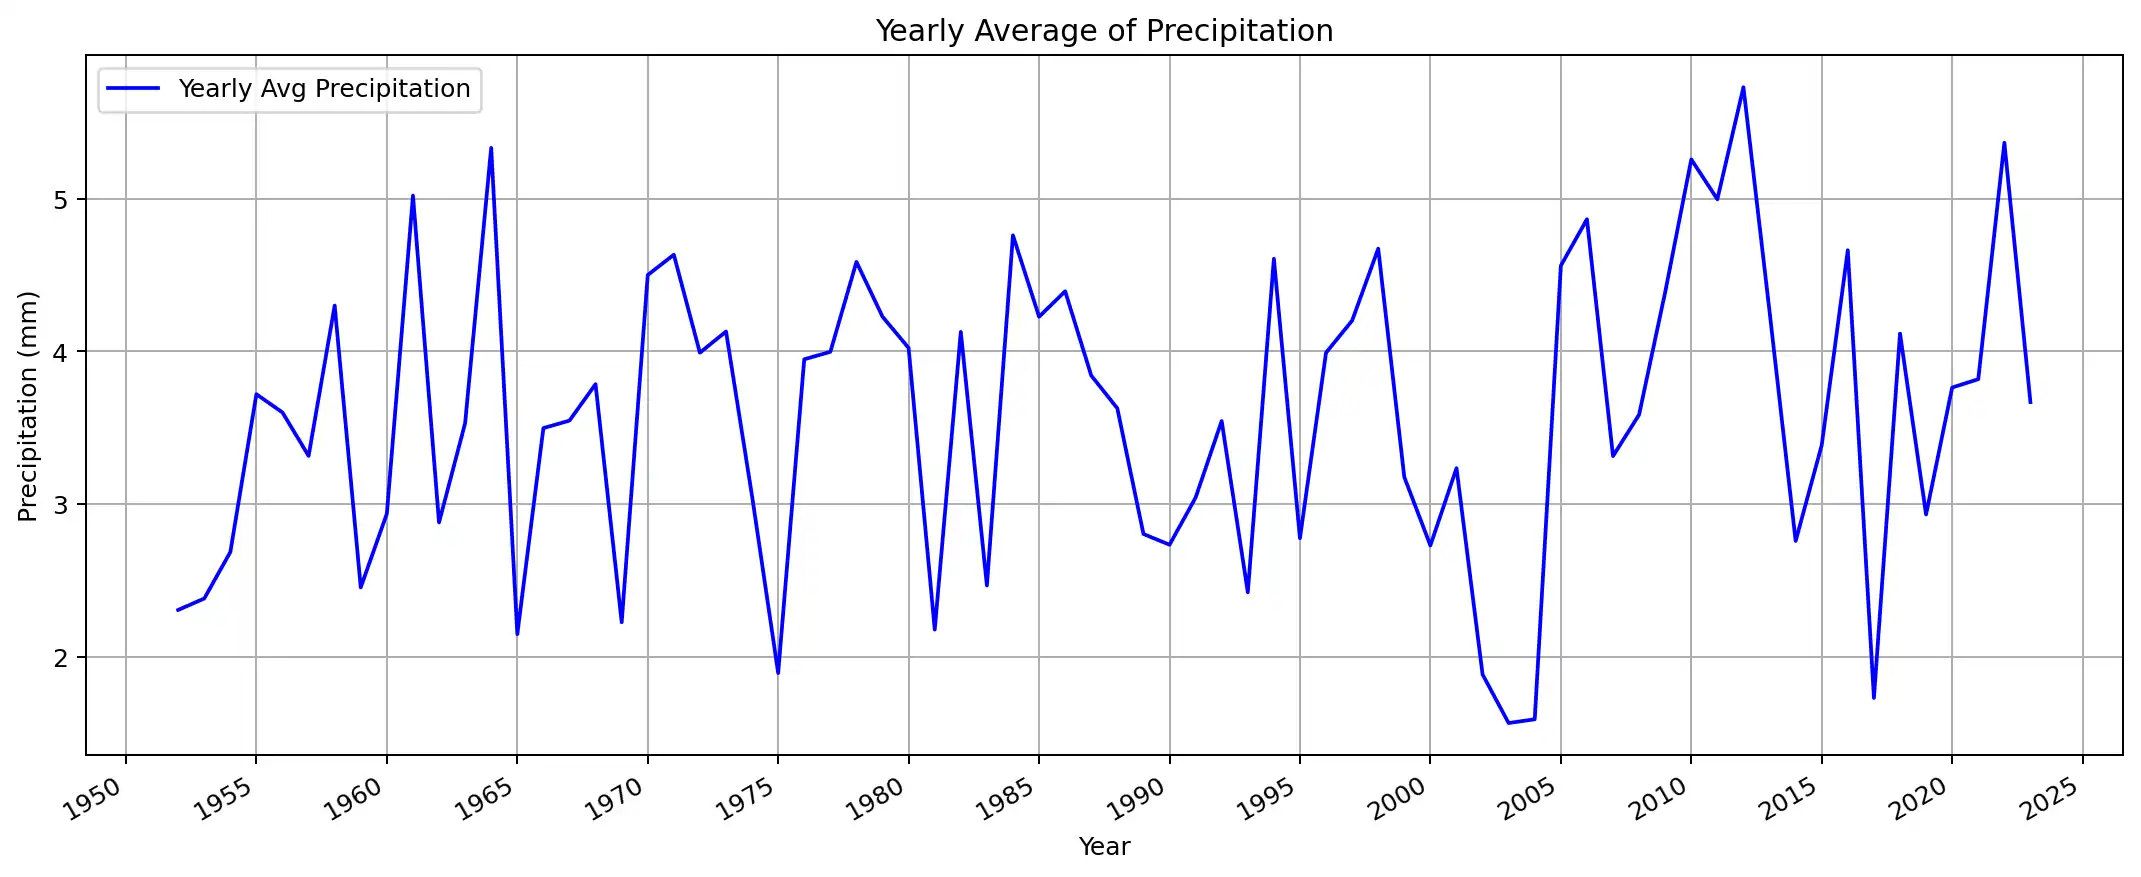 Yearly Average of Precipitation
Yearly Avg Precipitation
Precipitation (mm)
5
4
3
2
1950 1955 1960 1965 1970 1975 1980 1985 1990 1995 2000 2005 2010 2015 2020 2025
Year